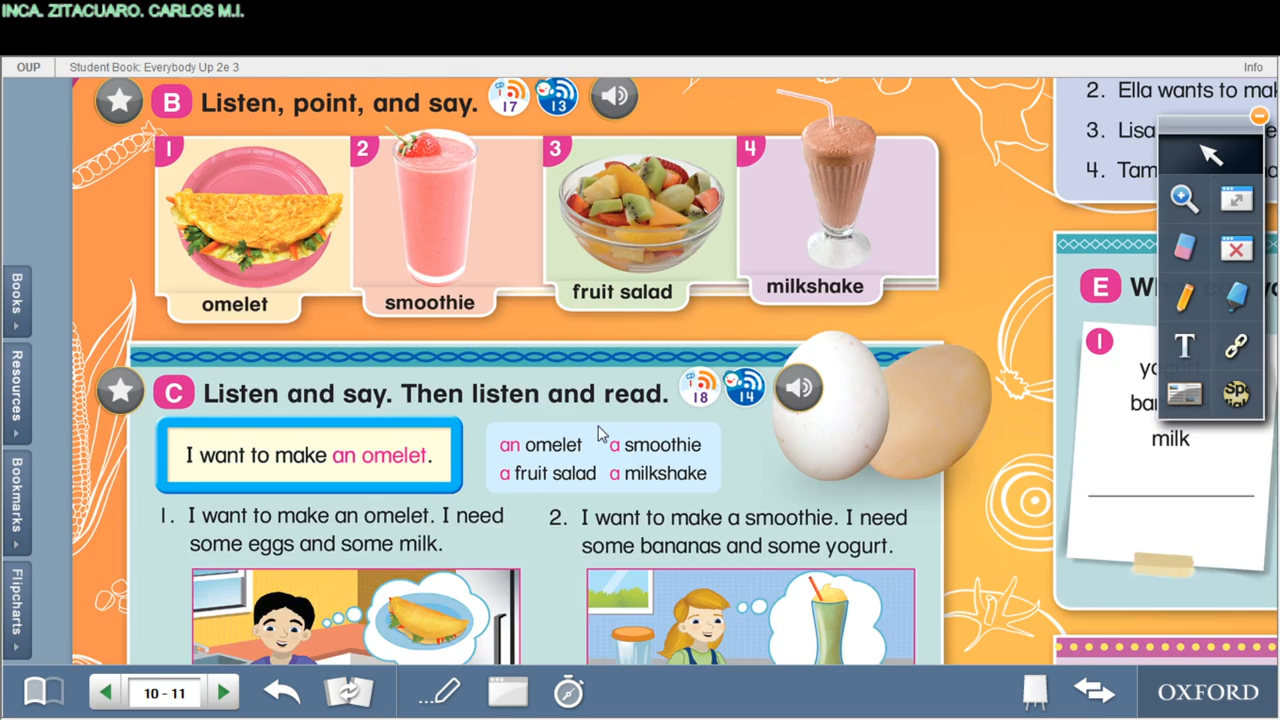 INCA. ZITACUARO. CARLOS M.I.
OUP Student Book: Everybody Up 2e 3 Info
B Listen, point, and say. CD 17 13
1 2 3 4
omelet smoothie fruit salad milkshake
C Listen and say. Then listen and read. CD 18 14
I want to make an omelet.
an omelet a smoothie
a fruit salad a milkshake
1. I want to make an omelet. I need
some eggs and some milk.
2. I want to make a smoothie. I need
some bananas and some yogurt.
2. Ella wants to mak
3. Lisa
4. Tam
E
1
milk
Books
Resources
Bookmarks
Flipcharts
T
10 - 11
OXFORD